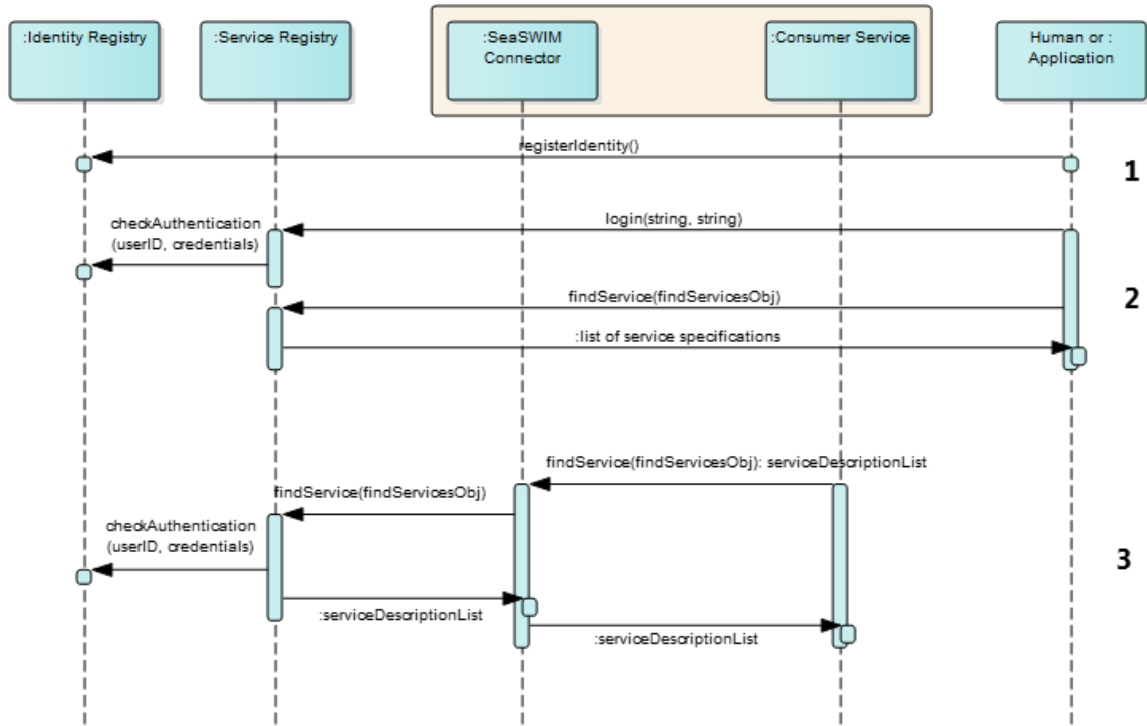 :Identity Registry
:Service Registry
:SeaSWIM
Connector
:Consumer Service
Human or :
Application
registerIdentity()
1
login(string, string)
checkAuthentication
(userID, credentials)
findService(findServicesObj)
2
:list of service specifications
findService(findServicesObj): serviceDescriptionList
findService(findServicesObj)
checkAuthentication
(userID, credentials)
3
:serviceDescriptionList
:serviceDescriptionList